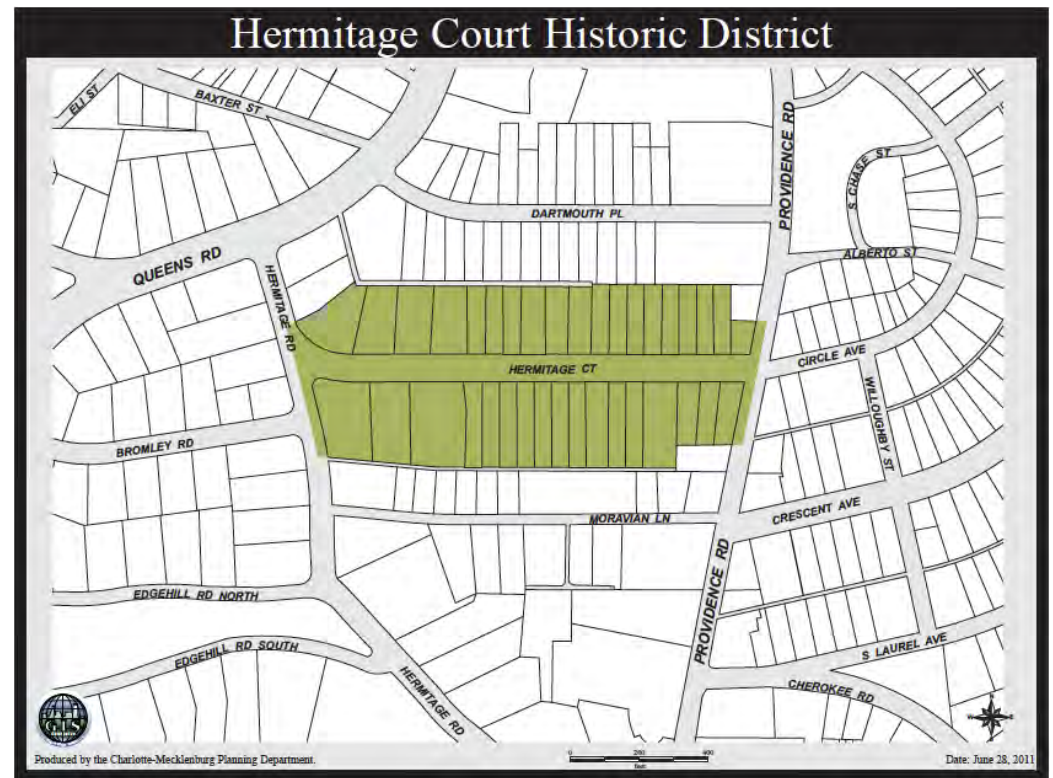 Hermitage Court Historic District
ELI ST
BAXTER ST
PROVIDENCE RD
S CHASE ST
DARTMOUTH PL
QUEENS RD
ALBERTO ST
HERMITAGE RD
CIRCLE AVE
HERMITAGE CT
WILLOUGHBY ST
BROMLEY RD
CRESCENT AVE
MORAVIAN LN
EDGEHILL RD NORTH
PROVIDENCE RD
EDGEHILL RD SOUTH
S LAUREL AVE
HERMITAGE RD
CHEROKEE RD
GIS
N
W
E
S
0
200
400
Feet
Produced by the Charlotte-Mecklenburg Planning Department.
Date: June 28, 2011